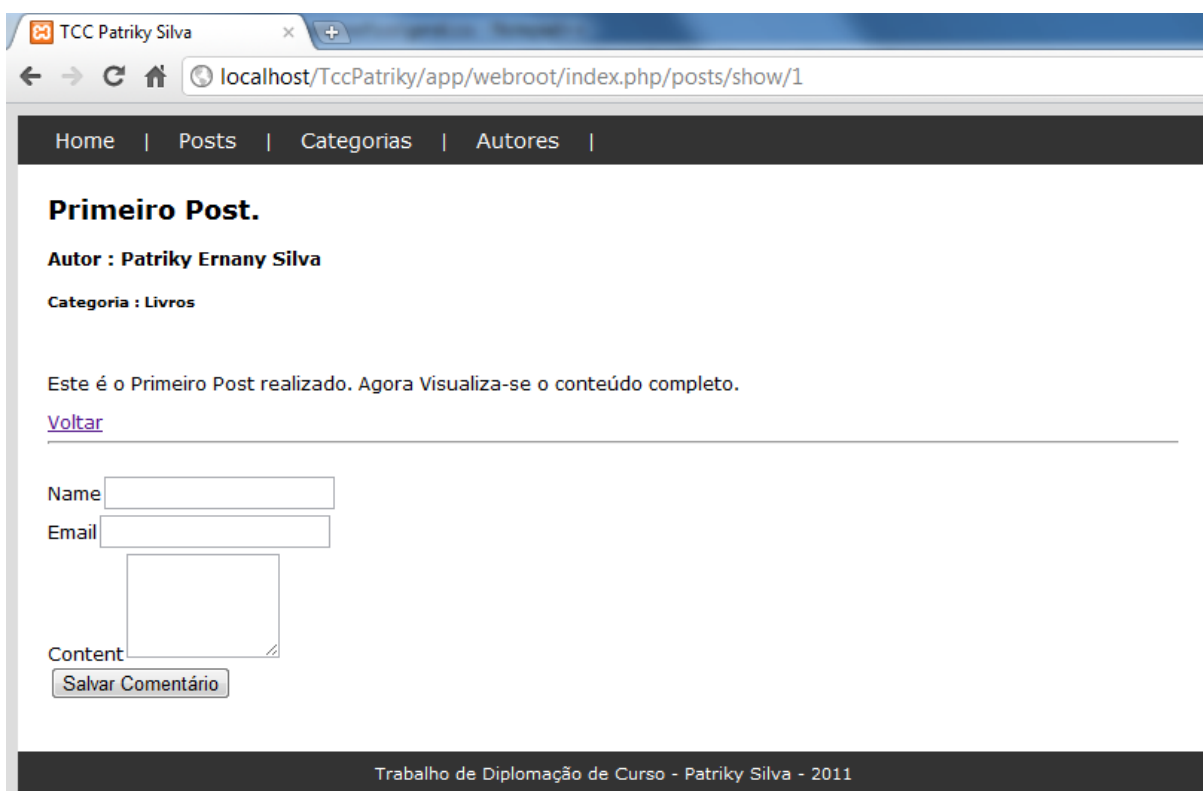 TCC Patriky Silva
localhost/TccPatriky/app/webroot/index.php/posts/show/1
Home | Posts | Categorias | Autores |
Primeiro Post.
Autor : Patriky Ernany Silva
Categoria : Livros
Este é o Primeiro Post realizado. Agora Visualiza-se o conteúdo completo.
Voltar
Name
Email
Content
Salvar Comentário
Trabalho de Diplomação de Curso - Patriky Silva - 2011